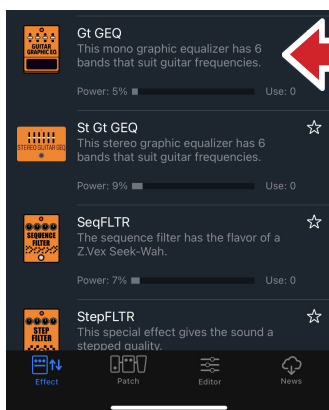 Gt GEQ
GUITAR
GRAPHIC EQ
This mono graphic equalizer has 6
bands that suit guitar frequencies.
Power: 5%
Use: 0
St Gt GEQ
STEREO GUITAR GEQ
This stereo graphic equalizer has 6
bands that suit guitar frequencies.
Power: 9%
Use: 0
SeqFLTR
SEQUENCE
FILTER
The sequence filter has the flavor of a
Z.Vex Seek-Wah.
Power: 7%
Use: 0
StepFLTR
STEP
FILTER
This special effect gives the sound a
stepped quality.
Effect
Patch
Editor
News